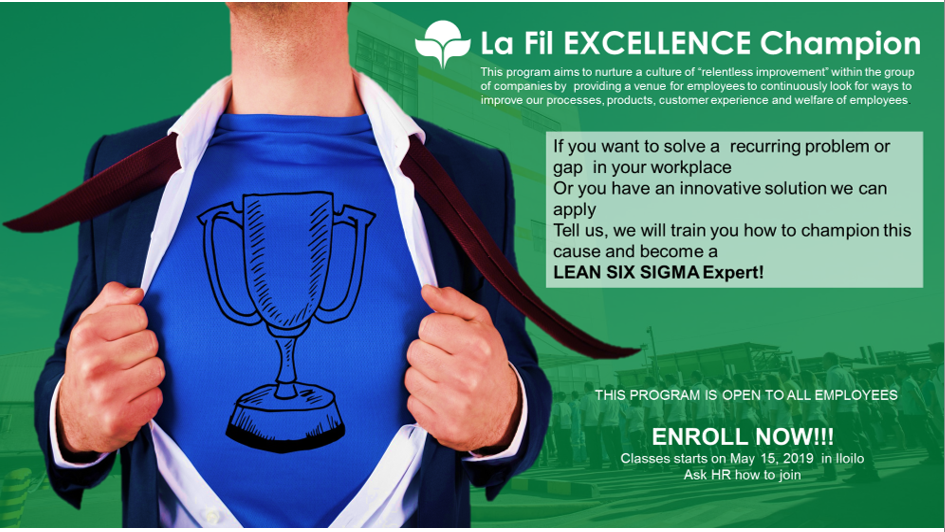 La Fil EXCELLENCE Champion
This program aims to nurture a culture of “relentless improvement” within the group
of companies by providing a venue for employees to continuously look for ways to
improve our processes, products, customer experience and welfare of employees
If you want to solve a recurring problem or
gap in your workplace
Or you have an innovative solution we can
apply
Tell us, we will train you how to champion this
cause and become a
LEAN SIX SIGMA Expert!
THIS PROGRAM IS OPEN TO ALL EMPLOYEES
ENROLL NOW!!!
Classes starts on May 15, 2019 in Iloilo
Ask HR how to join